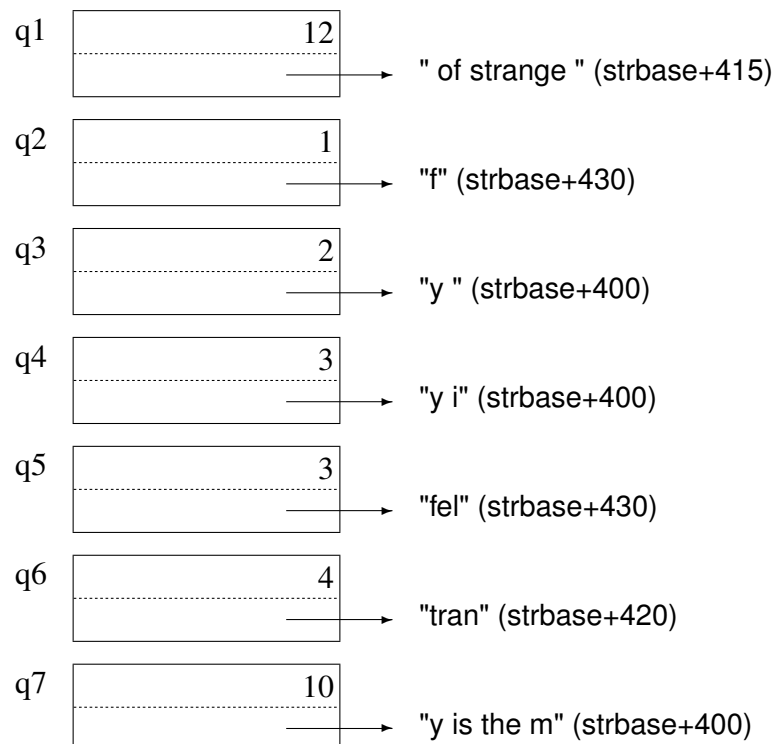 q1 12
" of strange " (strbase+415)
q2 1
"f" (strbase+430)
q3 2
"y " (strbase+400)
q4 3
"y i" (strbase+400)
q5 3
"fel" (strbase+430)
q6 4
"tran" (strbase+420)
q7 10
"y is the m" (strbase+400)